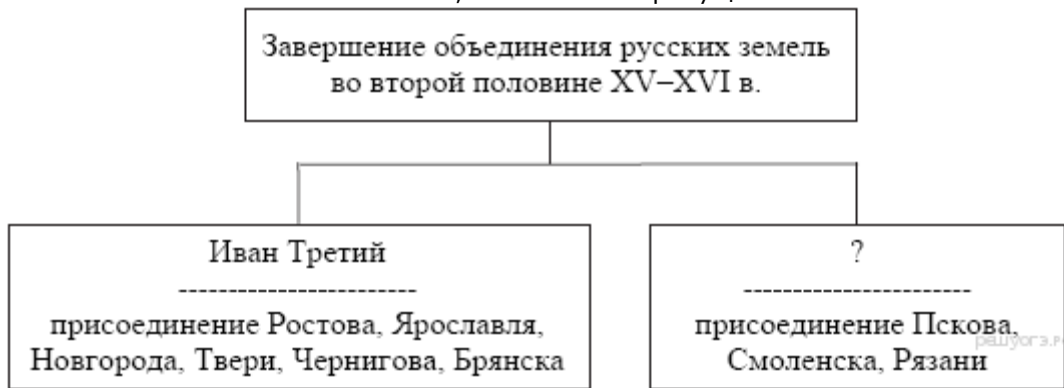 Завершение объединения русских земель
во второй половине XV–XVI в.
Иван Третий
------------------------
присоединение Ростова, Ярославля,
Новгорода, Твери, Чернигова, Брянска
?
-----------------------
присоединение Пскова,
Смоленска, Рязани